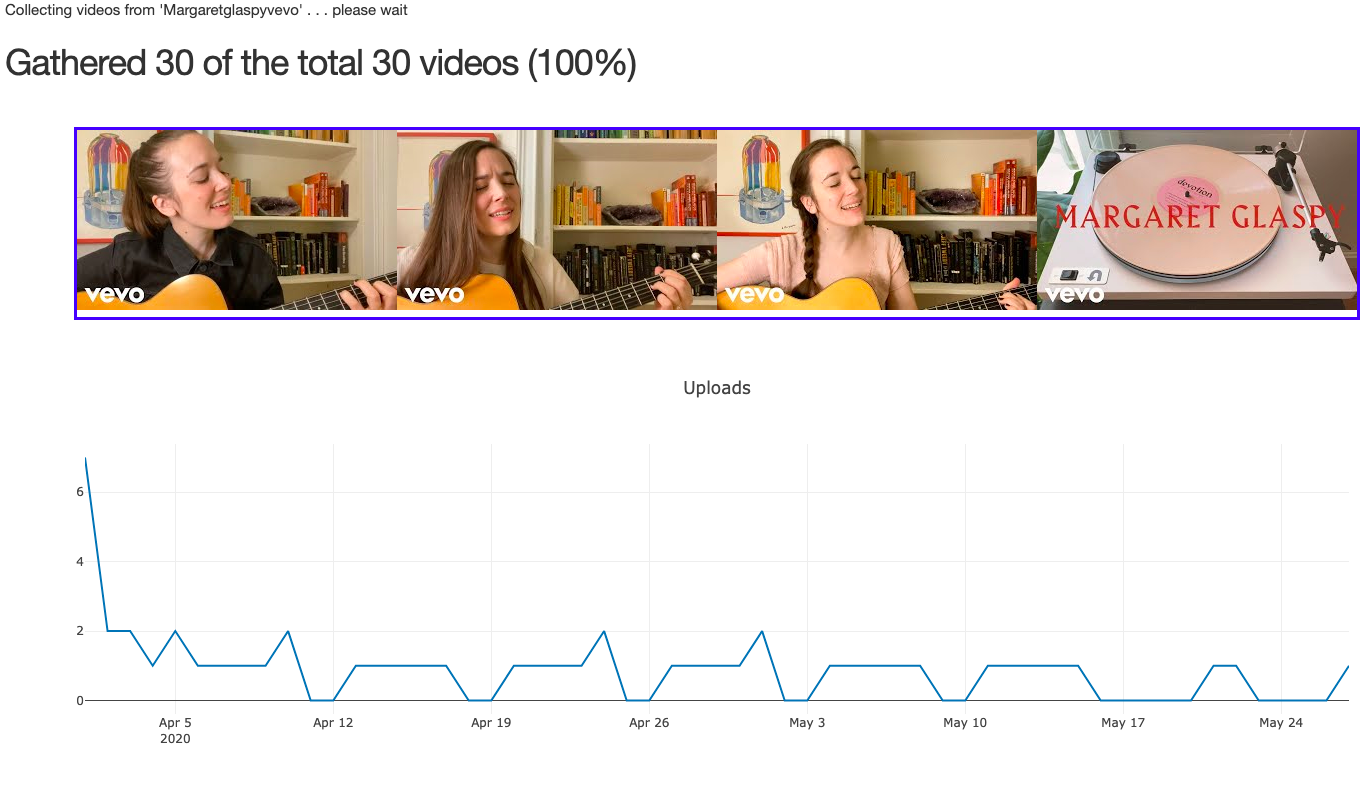 Collecting videos from 'Margaretglaspyvevo' . . . please wait
Gathered 30 of the total 30 videos (100%)
vevo
vevo
vevo
devotion
MARGARET GLASPY
vevo
Uploads
6
4
2
0
Apr 5
2020
Apr 12
Apr 19
Apr 26
May 3
May 10
May 17
May 24